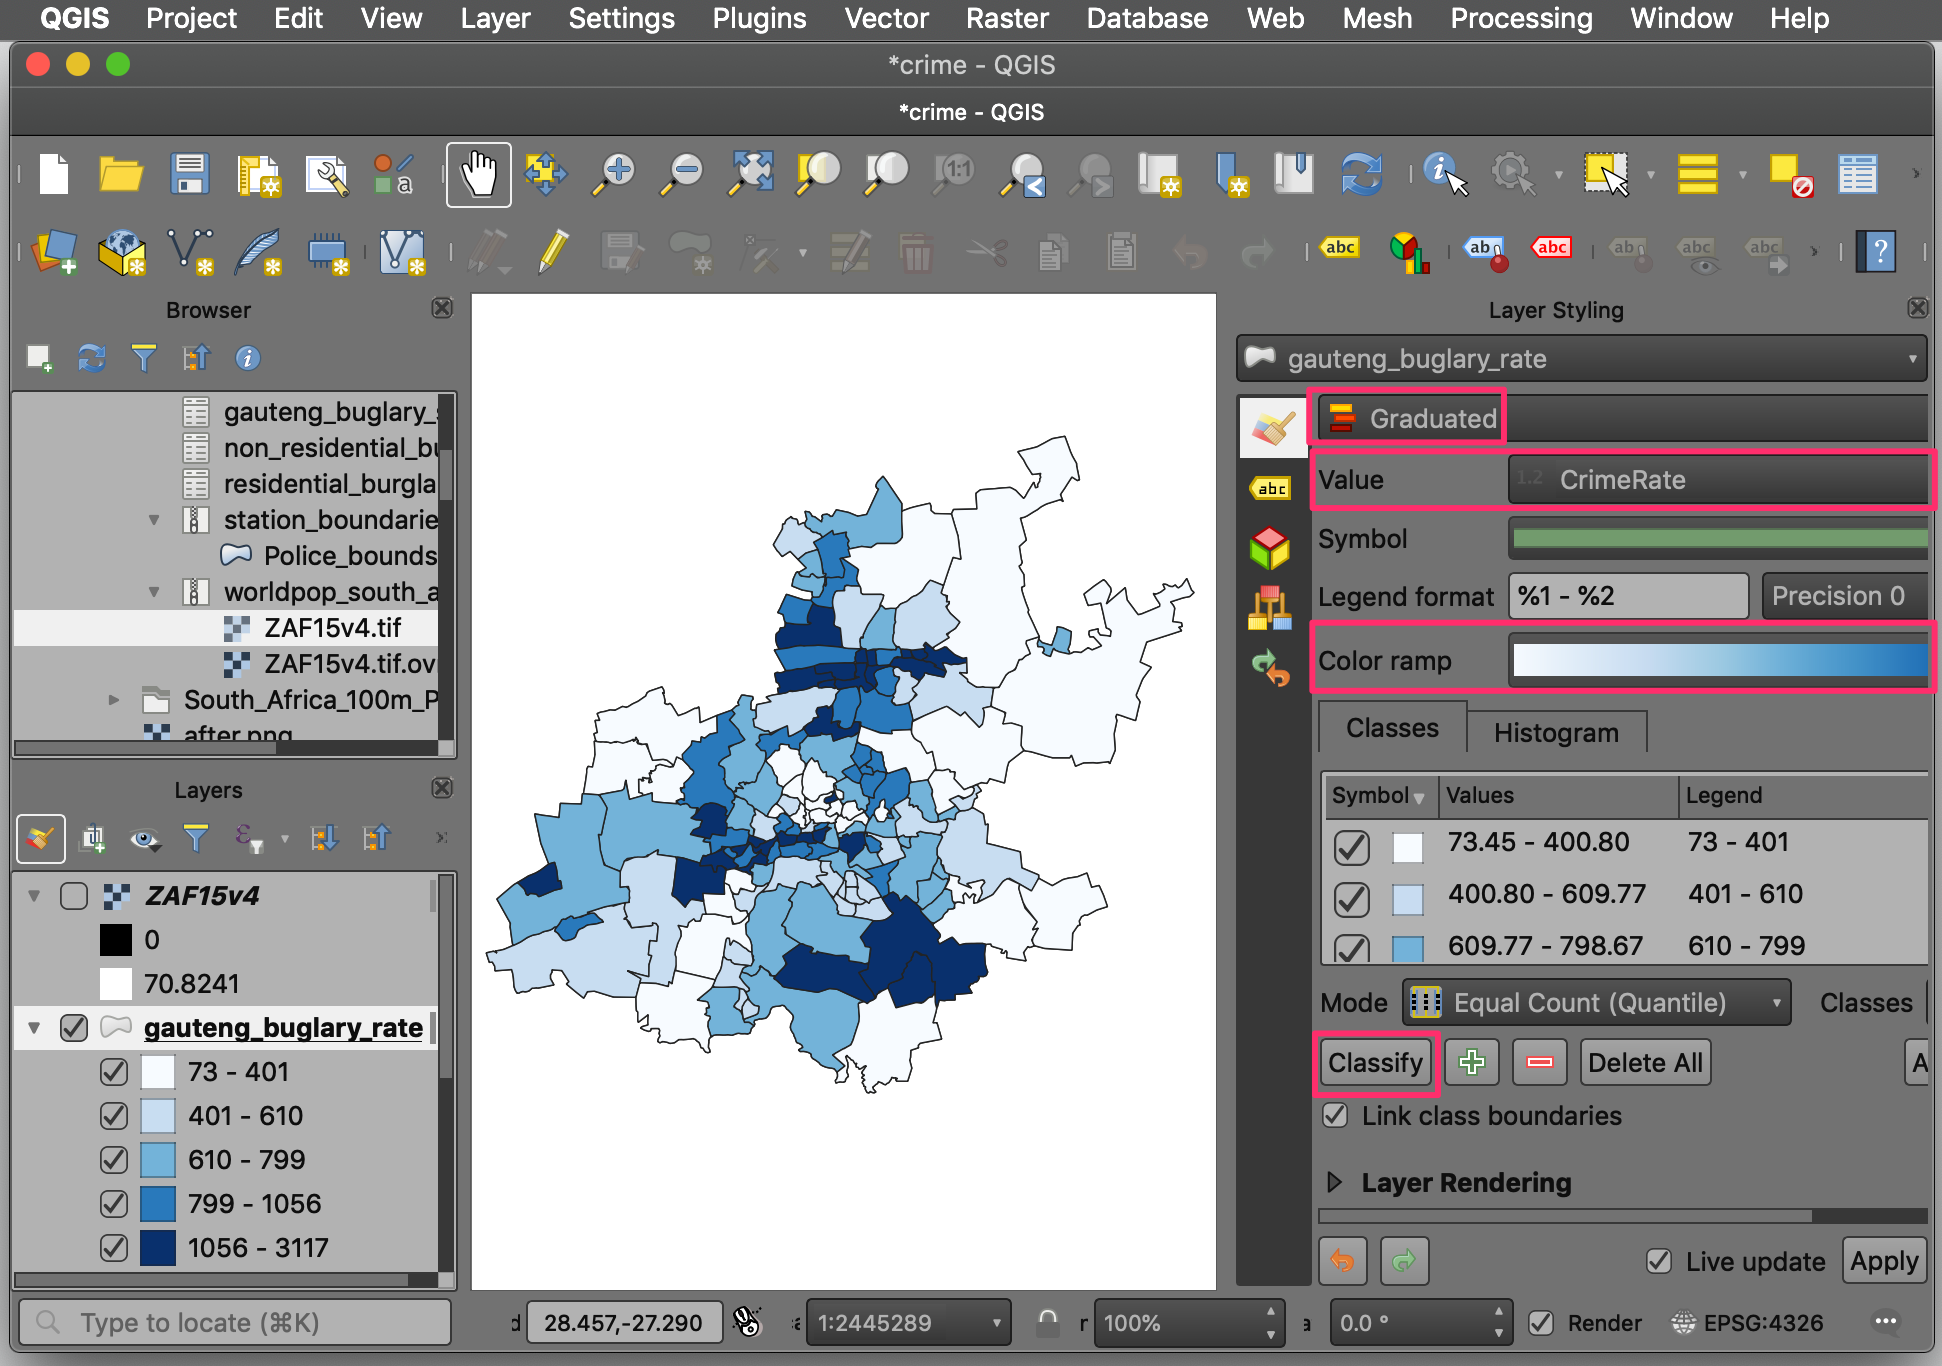 QGIS Project Edit View Layer Settings Plugins Vector Raster Database Web Mesh Processing Window Help
*crime - QGIS
*crime - QGIS
a
1:1
abc
ab
abc
ab
abc
abc
?
Browser
gauteng_buglary_
non_residential_bu
residential_burgla
station_boundarie
Police_bounds
worldpop_south_a
ZAF15v4.tif
ZAF15v4.tif.ov
South_Africa_100m_P
after.png
Layers
ZAF15v4
0
70.8241
gauteng_buglary_rate
73 - 401
401 - 610
610 - 799
799 - 1056
1056 - 3117
Layer Styling
gauteng_buglary_rate
Graduated
abc
Value 1.2 CrimeRate
Symbol
Legend format %1 - %2 Precision 0
Color ramp
Classes Histogram
Symbol Values Legend
73.45 - 400.80 73 - 401
400.80 - 609.77 401 - 610
609.77 - 798.67 610 - 799
Mode Equal Count (Quantile) Classes
Classify Delete All A
Link class boundaries
Layer Rendering
Live update Apply
Type to locate (⌘K) 28.457,-27.290 1:2445289 100% 0.0 ° Render EPSG:4326